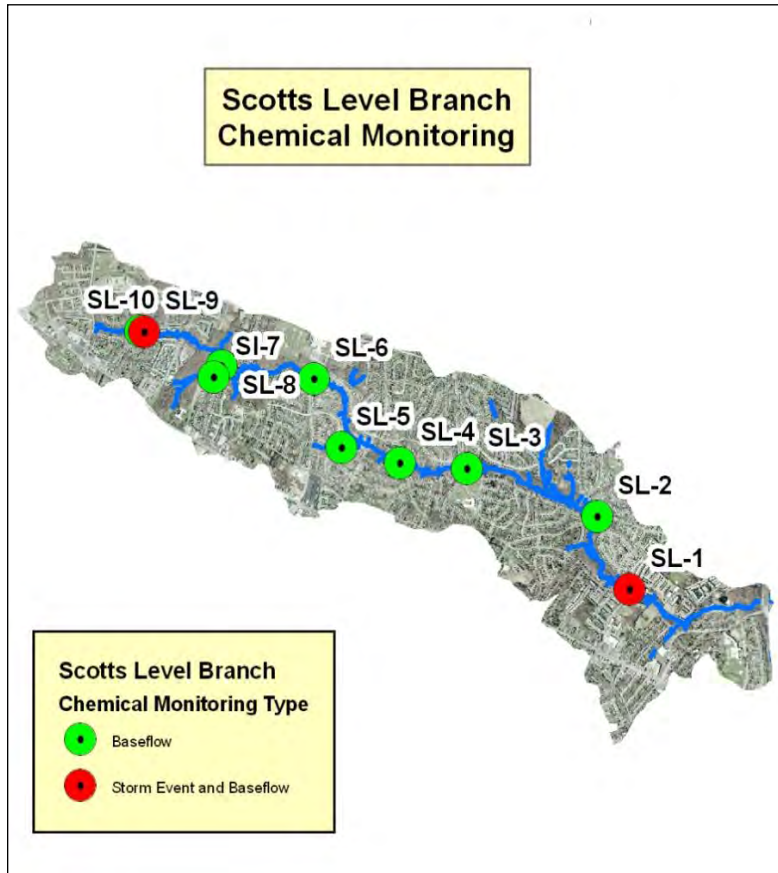 Scotts Level Branch
Chemical Monitoring
SL-10
SL-9
SI-7
SL-8
SL-6
SL-5
SL-4
SL-3
SL-2
SL-1
Scotts Level Branch
Chemical Monitoring Type
Baseflow
Storm Event and Baseflow